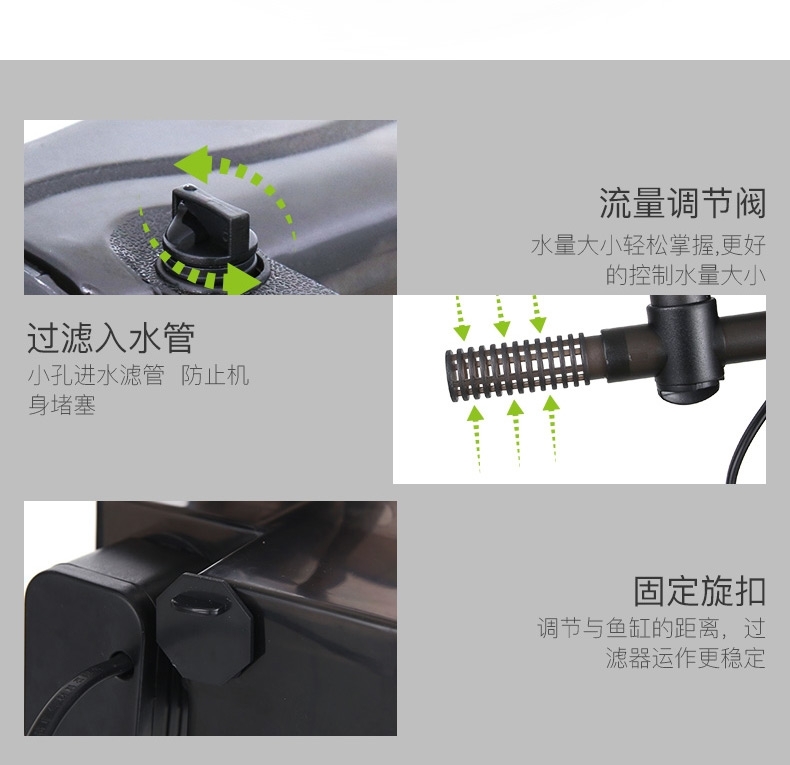 流量调节阀
水量大小轻松掌握,更好
的控制水量大小
过滤入水管
小孔进水滤管 防止机
身堵塞
固定旋扣
调节与鱼缸的距离，过
滤器运作更稳定